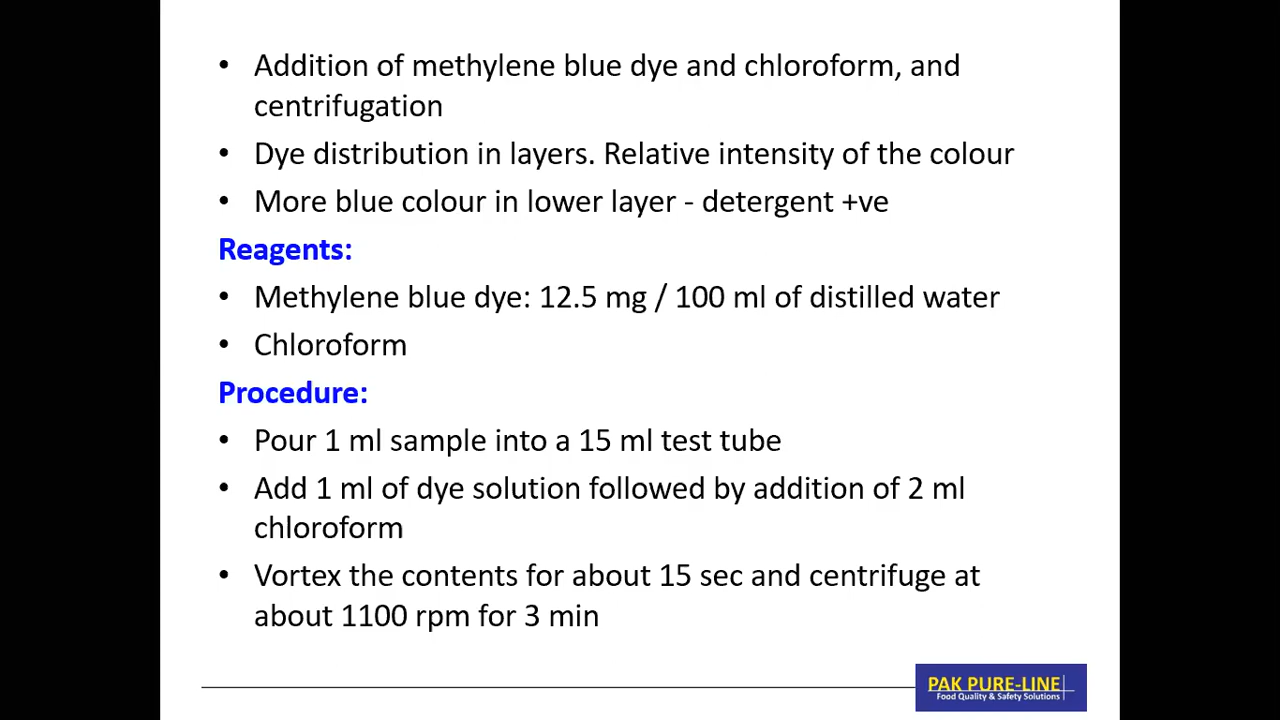 • Addition of methylene blue dye and chloroform, and
centrifugation
• Dye distribution in layers. Relative intensity of the colour
• More blue colour in lower layer - detergent +ve
Reagents:
• Methylene blue dye: 12.5 mg / 100 ml of distilled water
• Chloroform
Procedure:
• Pour 1 ml sample into a 15 ml test tube
• Add 1 ml of dye solution followed by addition of 2 ml
chloroform
• Vortex the contents for about 15 sec and centrifuge at
about 1100 rpm for 3 min
PAK PURE-LINE
Food Quality & Safety Solutions